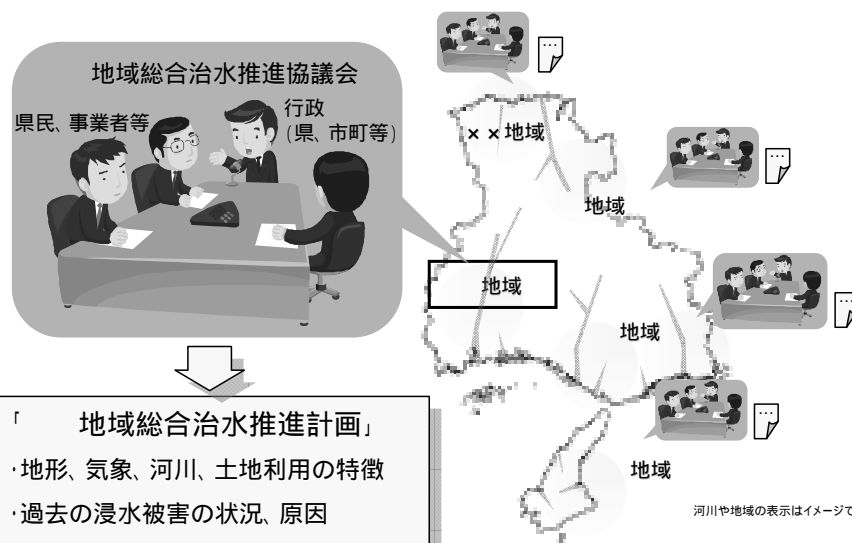 地域総合治水推進協議会
県民、事業者等
行政
(県、市町等)
××地域
地域
地域
地域
地域
「　　地域総合治水推進計画」
・地形、気象、河川、土地利用の特徴
・過去の浸水被害の状況、原因
河川や地域の表示はイメージで